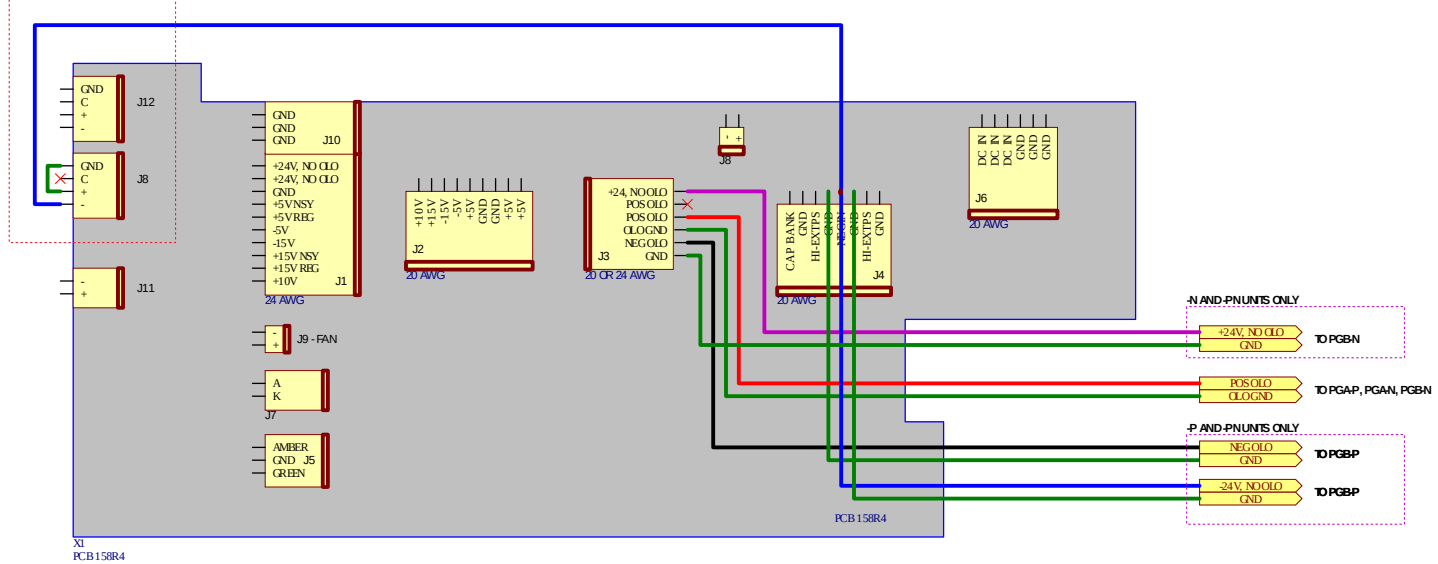 GND
C
+
-
J12
GND
C
+
-
J8
-
+
J11
GND
GND
GND
J10
+24V, NO OLO
+24V, NO OLO
GND
+5V NSY
+5V REG
-5V
-15V
+15V NSY
+15V REG
+10V
J1
24 AWG
-
+
J9 - FAN
A
K
J7
AMBER
GND
GREEN
J5
+10V
+15V
-15V
-5V
+5V
GND
GND
+5V
+5V
J2
20 AWG
+24, NO OLO
POS OLO
POS OLO
OLO GND
NEG OLO
GND
J3
20 OR 24 AWG
-
+
J8
CAP BANK
GND
HI-EXTPS
GND
NEG IN
GND
HI-EXTPS
GND
J4
20 AWG
DC IN
DC IN
DC IN
GND
GND
GND
J6
20 AWG
-N AND -PN UNITS ONLY
+24V, NO OLO
GND
TO PGB-N
POS OLO
OLO GND
TO PGA-P, PGA-N, PGB-N
-P AND -PN UNITS ONLY
NEG OLO
GND
TO PGB-P
-24V, NO OLO
GND
TO PGB-P
PCB 158R4
X1
PCB 158R4